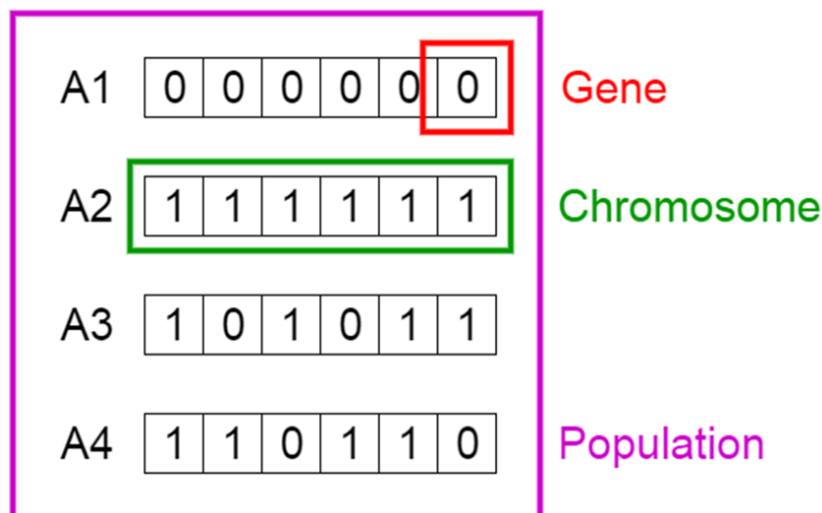 A1 0 0 0 0 0 0 Gene
A2 1 1 1 1 1 1 Chromosome
A3 1 0 1 0 1 1
A4 1 1 0 1 1 0 Population